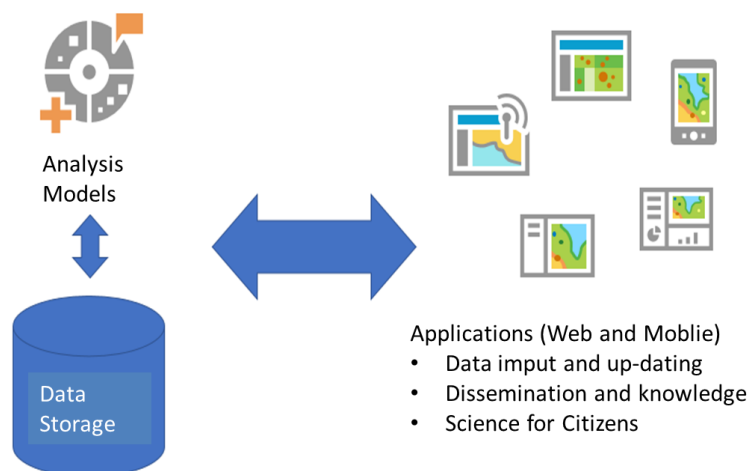 Analysis
Models
Data
Storage
Applications (Web and Moblie)
• Data imput and up-dating
• Dissemination and knowledge
• Science for Citizens